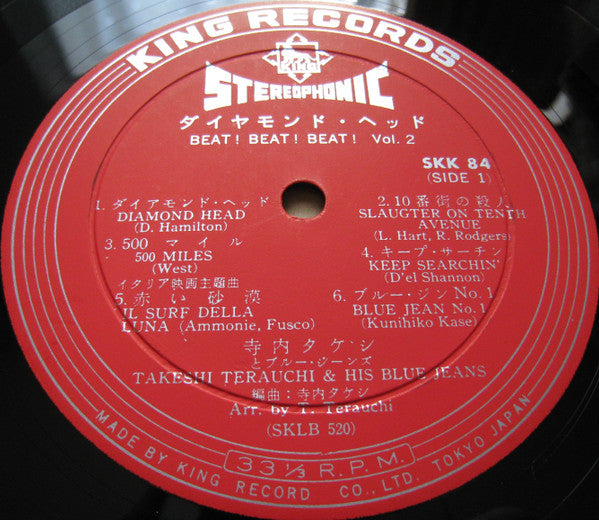 KING RECORDS
KING
STEREOPHONIC
ダイヤモンド・ヘッド
BEAT! BEAT! BEAT! Vol. 2
SKK 84
(SIDE 1)
1. ダイアモンド・ヘッド
DIAMOND HEAD
(D. Hamilton)
2. 10番街の殺人
SLAUGTER ON TENTH
AVENUE
(L. Hart, R. Rodgers)
3. 500 マイル
500 MILES
(West)
4. キープ・サーチン
KEEP SEARCHIN'
(D'el Shannon)
イタリア映画主題曲
5. 赤い砂漠
IL SURF DELLA
LUNA (Ammonie, Fusco)
6. ブルー・ジン No. 1
BLUE JEAN No. 1
(Kunihiko Kase)
寺内タケシ
とブルー・ジーンズ
TAKESHI TERAUCHI & HIS BLUE JEANS
編曲:寺内タケシ
Arr. by T. Terauchi
(SKLB 520)
33⅓ R.P.M.
MADE BY KING RECORD CO., LTD. TOKYO JAPAN